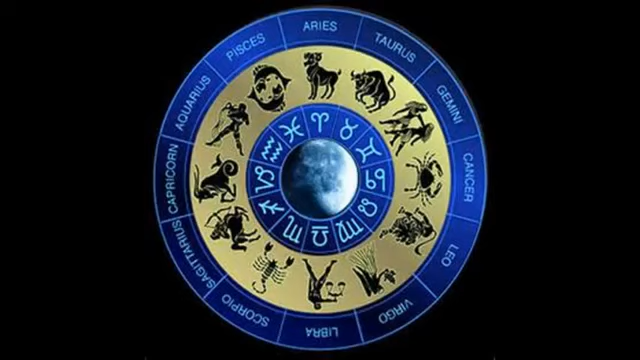 ARIES
TAURUS
GEMINI
CANCER
LEO
VIRGO
LIBRA
SCORPIO
SAGITTARIUS
CAPRICORN
AQUARIUS
PISCES